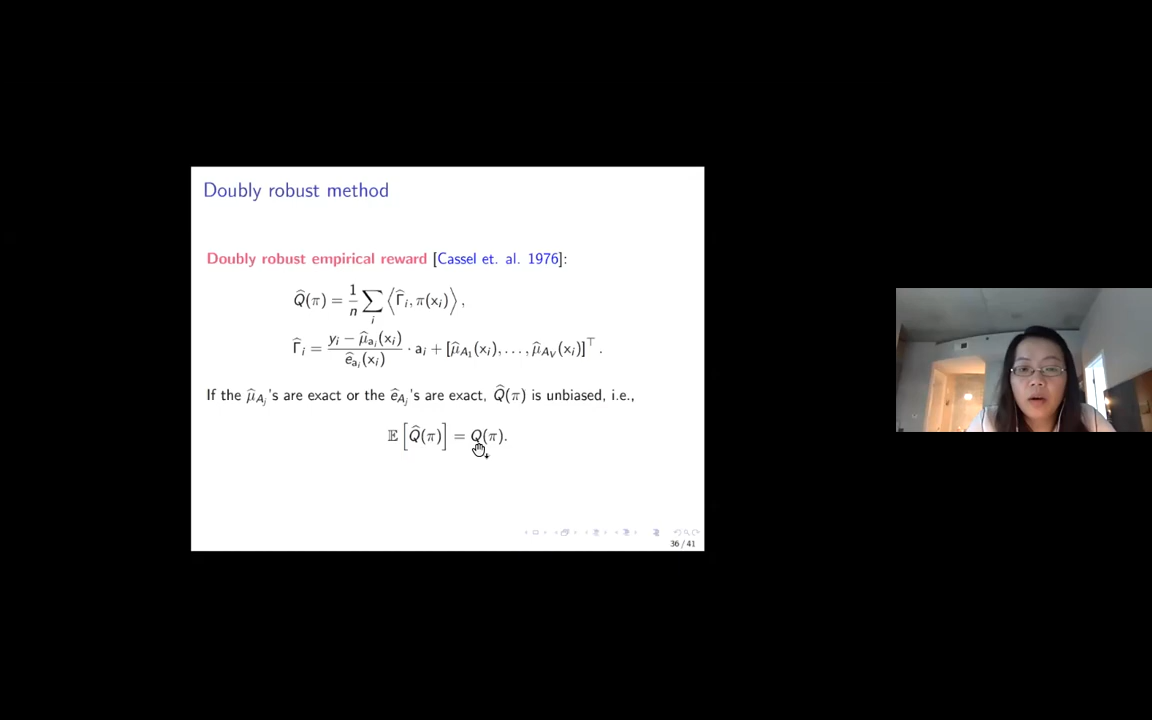 Doubly robust method
Doubly robust empirical reward [Cassel et. al. 1976]:
Q̂(π) = 1/n ∑_i ⟨Γ̂_i, π(x_i)⟩,
Γ̂_i = (y_i − μ̂_{a_i}(x_i)) / ê_{a_i}(x_i) · a_i + [μ̂_{A_1}(x_i), . . . , μ̂_{A_V}(x_i)]^⊤.
If the μ̂_{A_j}'s are exact or the ê_{A_j}'s are exact, Q̂(π) is unbiased, i.e.,
𝔼[Q̂(π)] = Q(π).
36 / 41